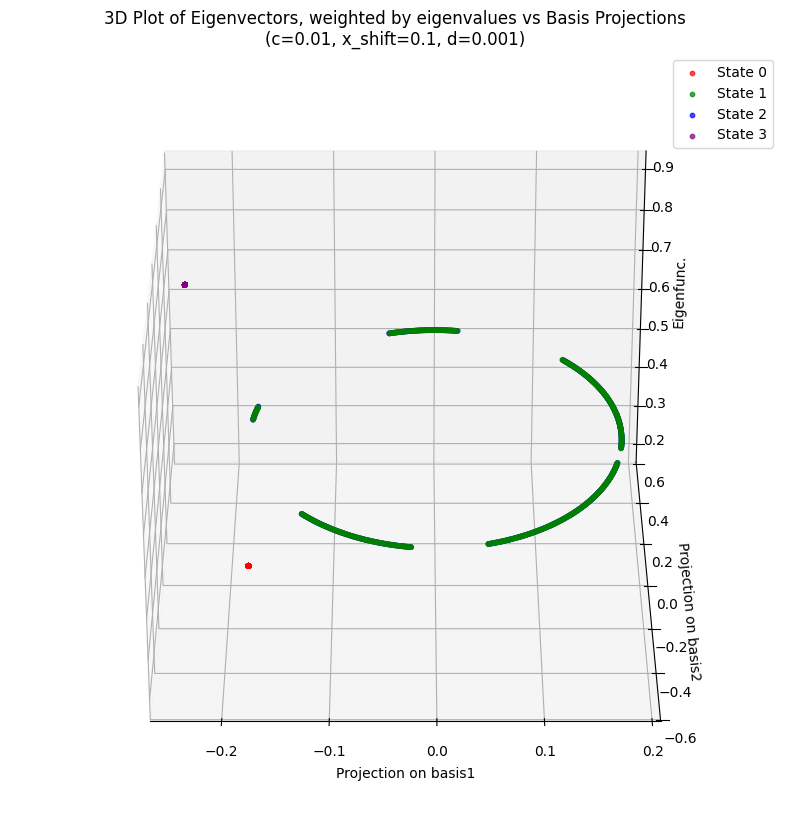 3D Plot of Eigenvectors, weighted by eigenvalues vs Basis Projections
(c=0.01, x_shift=0.1, d=0.001)
State 0
State 1
State 2
State 3
0.9
0.8
0.7
0.6
0.5
0.4
0.3
0.2
Eigenfunc.
0.6
0.4
0.2
0.0
−0.2
−0.4
−0.6
Projection on basis2
−0.2
−0.1
0.0
0.1
0.2
Projection on basis1